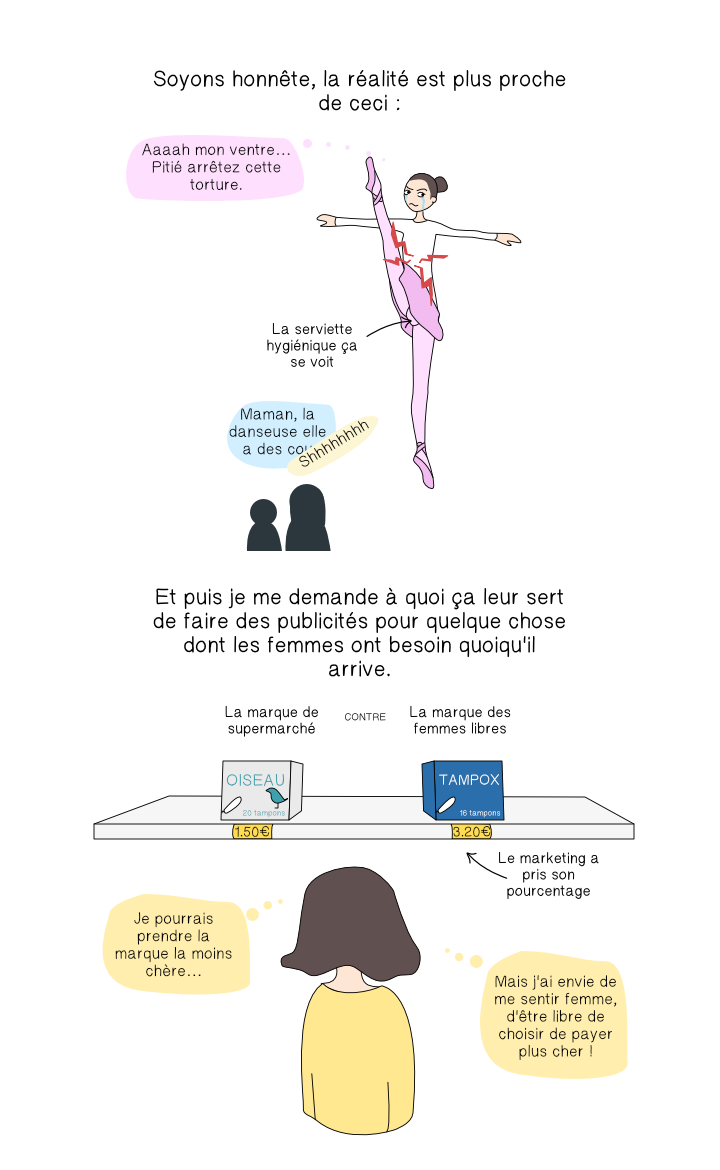 Soyons honnête, la réalité est plus proche
de ceci :
Aaaah mon ventre...
Pitié arrêtez cette
torture.
La serviette
hygiénique ça
se voit
Maman, la
danseuse elle
a des cou
Shhhhhhhh
Et puis je me demande à quoi ça leur sert
de faire des publicités pour quelque chose
dont les femmes ont besoin quoiqu'il
arrive.
La marque de
supermarché
CONTRE
La marque des
femmes libres
OISEAU
20 tampons
TAMPOX
16 tampons
1.50€
3.20€
Le marketing a
pris son
pourcentage
Je pourrais
prendre la
marque la moins
chère...
Mais j'ai envie de
me sentir femme,
d'être libre de
choisir de payer
plus cher !